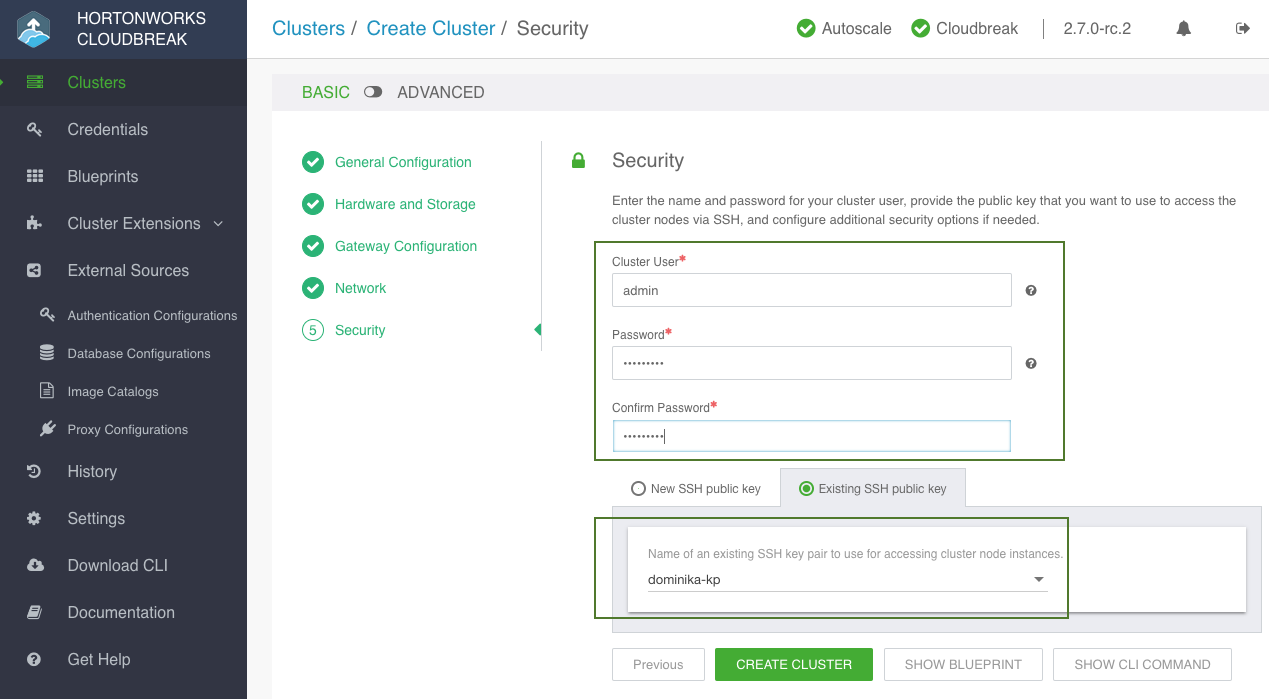 HORTONWORKS
CLOUDBREAK
Clusters / Create Cluster / Security
Autoscale
Cloudbreak
2.7.0-rc.2
Clusters
Credentials
Blueprints
Cluster Extensions
External Sources
Authentication Configurations
Database Configurations
Image Catalogs
Proxy Configurations
History
Settings
Download CLI
Documentation
Get Help
BASIC
ADVANCED
General Configuration
Hardware and Storage
Gateway Configuration
Network
5 Security
Security
Enter the name and password for your cluster user, provide the public key that you want to use to access the
cluster nodes via SSH, and configure additional security options if needed.
Cluster User*
admin
Password*
•••••••••
Confirm Password*
•••••••••
New SSH public key
Existing SSH public key
Name of an existing SSH key pair to use for accessing cluster node instances.
dominika-kp
Previous
CREATE CLUSTER
SHOW BLUEPRINT
SHOW CLI COMMAND